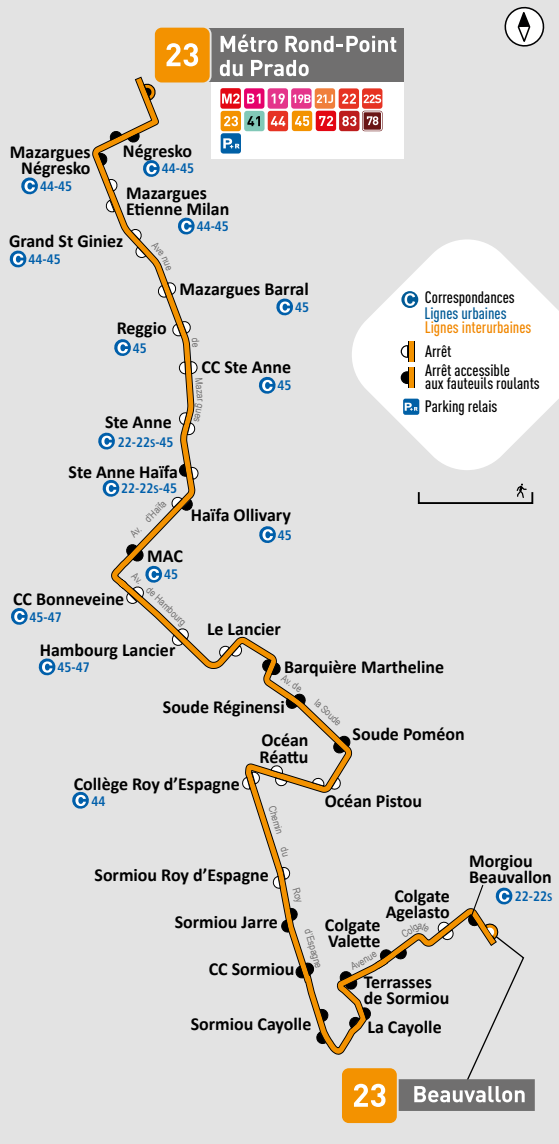 23
Métro Rond-Point
du Prado
M2 B1 19 19B 21J 22 22S
23 41 44 45 72 83 78
P+R
Négresko
C 44-45
Mazargues
Négresko
C 44-45
Mazargues
Etienne Milan
C 44-45
Grand St Giniez
C 44-45
Avenue
de
Mazargues
Mazargues Barral
C 45
Reggio
C 45
CC Ste Anne
C 45
C Correspondances
Lignes urbaines
Lignes interurbaines
Arrêt
Arrêt accessible
aux fauteuils roulants
P+R Parking relais
Ste Anne
C 22-22s-45
Ste Anne Haïfa
C 22-22s-45
Haïfa Ollivary
C 45
Av. d'Haïfa
MAC
C 45
Av. de Hambourg
CC Bonneveine
C 45-47
Hambourg Lancier
C 45-47
Le Lancier
Barquière Martheline
Av. de la Soude
Soude Réginensi
Soude Poméon
Océan
Réattu
Collège Roy d'Espagne
C 44
Océan Pistou
Chemin du Roy d'Espagne
Sormiou Roy d'Espagne
Sormiou Jarre
CC Sormiou
Sormiou Cayolle
La Cayolle
Terrasses
de Sormiou
Avenue Colgate
Colgate
Valette
Colgate
Agelasto
Morgiou
Beauvallon
C 22-22s
23
Beauvallon